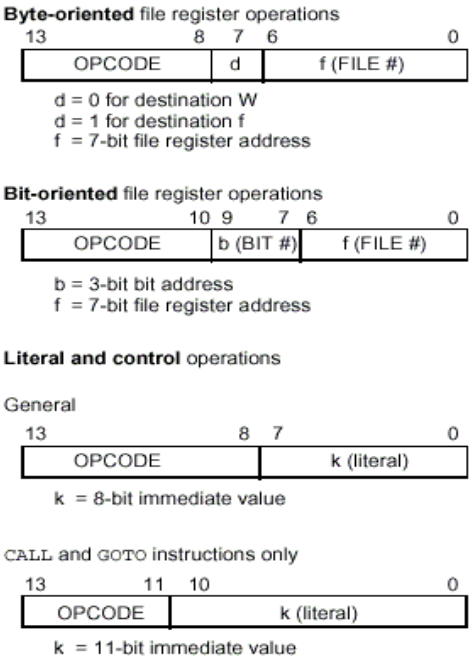 Byte-oriented file register operations
13 8 7 6 0
OPCODE d f (FILE #)
d = 0 for destination W
d = 1 for destination f
f = 7-bit file register address
Bit-oriented file register operations
13 10 9 7 6 0
OPCODE b (BIT #) f (FILE #)
b = 3-bit bit address
f = 7-bit file register address
Literal and control operations
General
13 8 7 0
OPCODE k (literal)
k = 8-bit immediate value
CALL and GOTO instructions only
13 11 10 0
OPCODE k (literal)
k = 11-bit immediate value